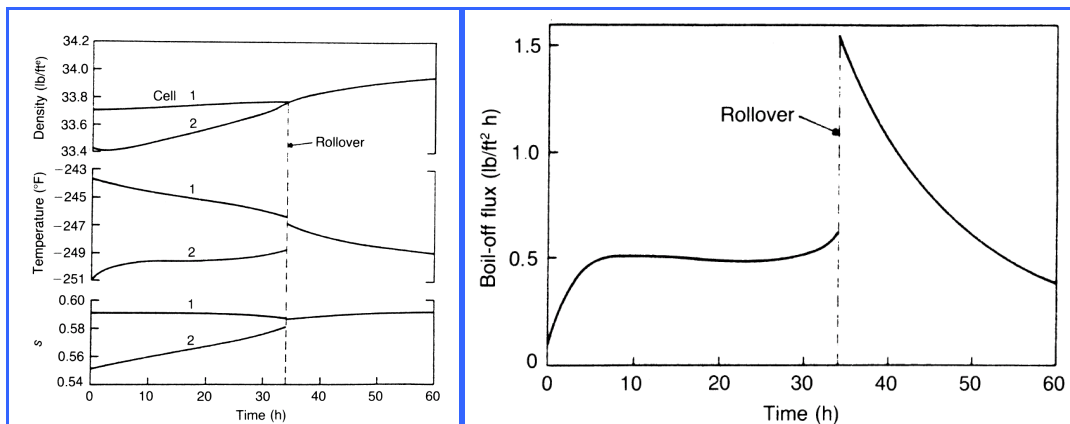 34.2
34.0
33.8
33.6
33.4
Density (lb/ft³)
Cell 1
2
Rollover
−243
−245
−247
−249
−251
Temperature (°F)
1
2
0.60
0.58
0.56
0.54
s
1
2
0 10 20 30 40 50 60
Time (h)
1.5
1.0
0.5
0
Boil-off flux (lb/ft² h)
Rollover
0 10 20 30 40 50 60
Time (h)